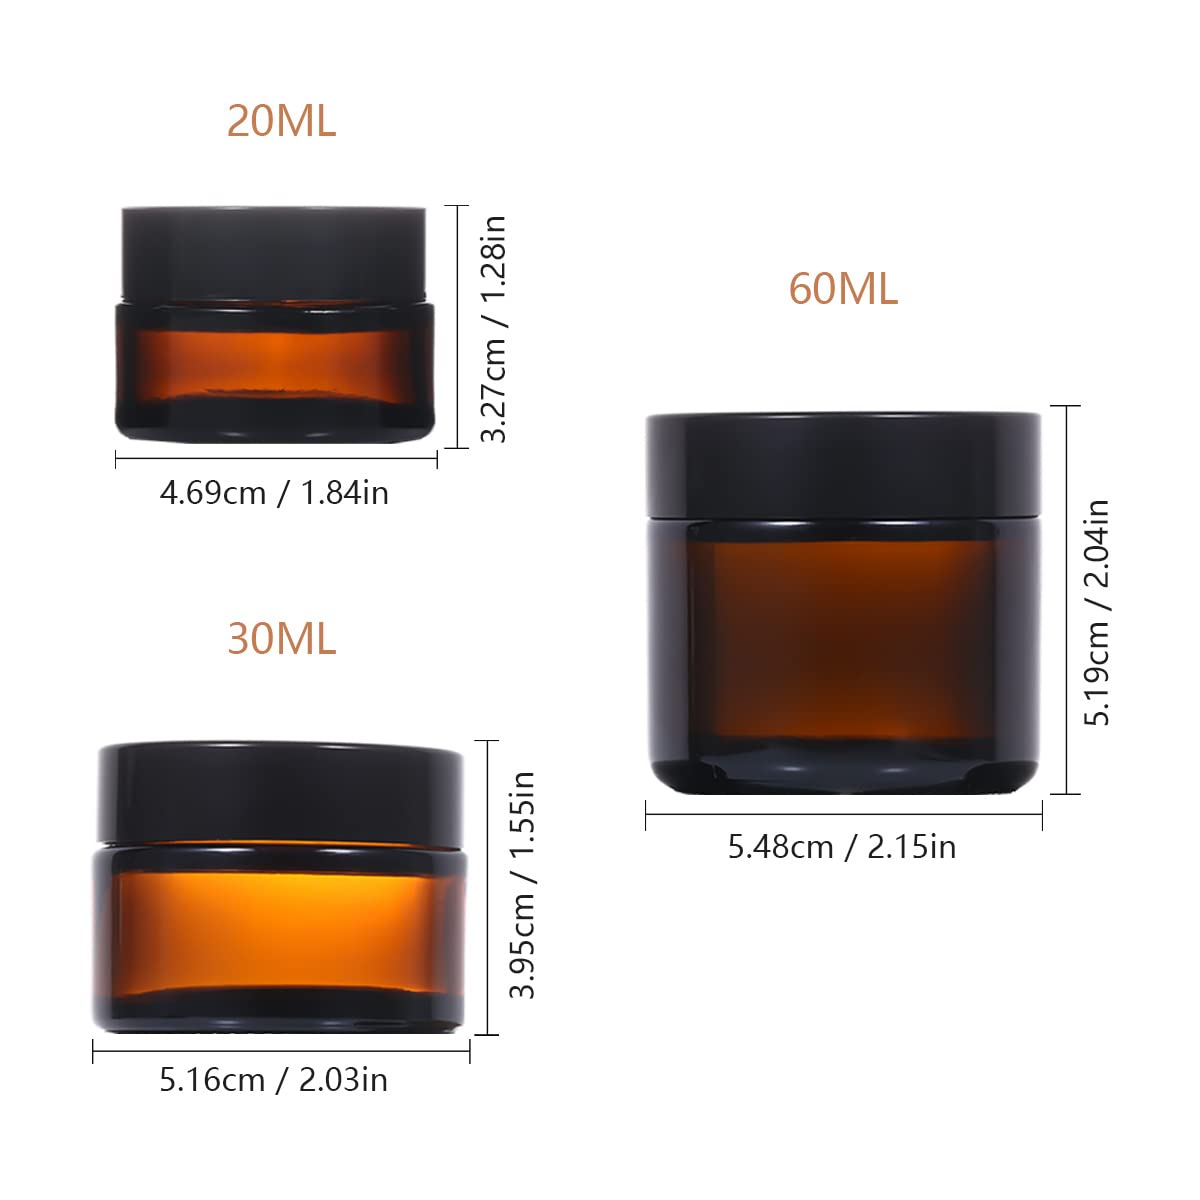 20ML
3.27cm / 1.28in
4.69cm / 1.84in
30ML
3.95cm / 1.55in
5.16cm / 2.03in
60ML
5.19cm / 2.04in
5.48cm / 2.15in